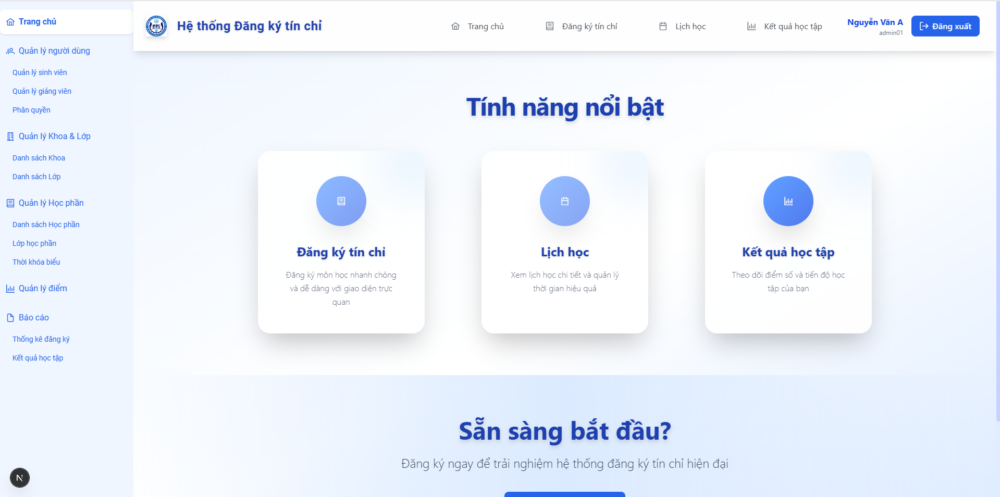 Trang chủ
Quản lý người dùng
Quản lý sinh viên
Quản lý giảng viên
Phân quyền
Quản lý Khoa & Lớp
Danh sách Khoa
Danh sách Lớp
Quản lý Học phần
Danh sách Học phần
Lớp học phần
Thời khóa biểu
Quản lý điểm
Báo cáo
Thống kê đăng ký
Kết quả học tập
N
Hệ thống Đăng ký tín chỉ
Trang chủ
Đăng ký tín chỉ
Lịch học
Kết quả học tập
Nguyễn Văn A
admin01
Đăng xuất
Tính năng nổi bật
Đăng ký tín chỉ
Đăng ký môn học nhanh chóng
và dễ dàng với giao diện trực
quan
Lịch học
Xem lịch học chi tiết và quản lý
thời gian hiệu quả
Kết quả học tập
Theo dõi điểm số và tiến độ học
tập của bạn
Sẵn sàng bắt đầu?
Đăng ký ngay để trải nghiệm hệ thống đăng ký tín chỉ hiện đại